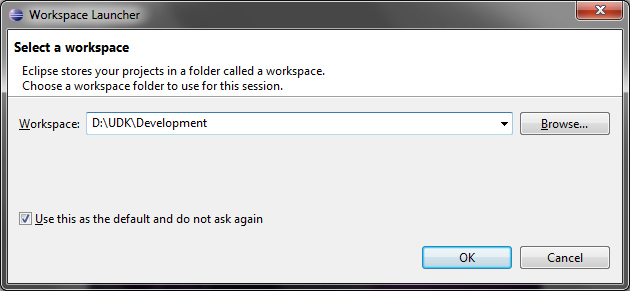 Workspace Launcher
Select a workspace
Eclipse stores your projects in a folder called a workspace.
Choose a workspace folder to use for this session.
Workspace: D:\UDK\Development Browse...
Use this as the default and do not ask again
OK Cancel